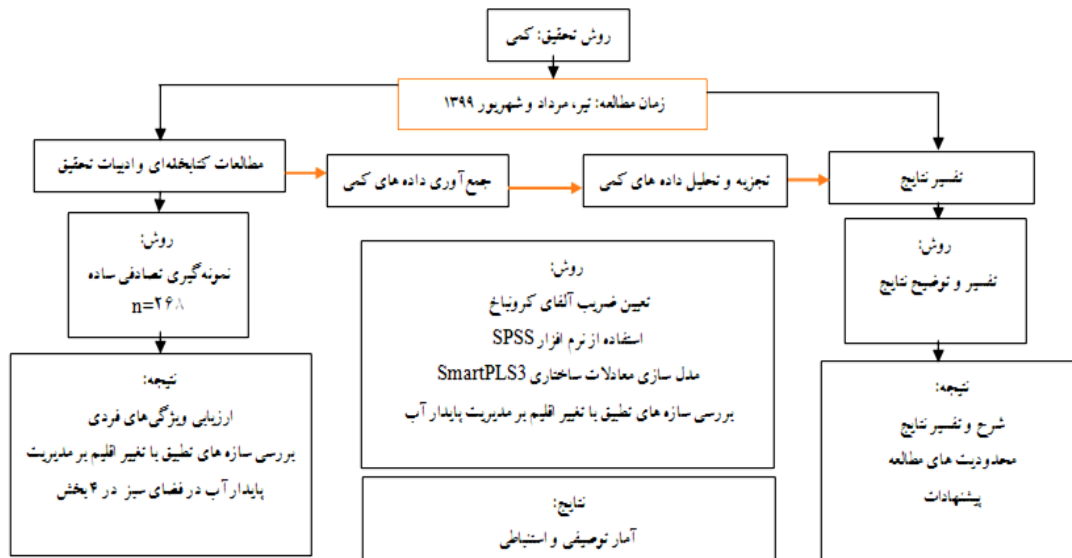 روش تحقیق: کمی
زمان مطالعه: تیر، مرداد و شهریور ۱۳۹۹
مطالعات کتابخله‌ای و ادبیات تحقیق
جمع آوری داده های کمی
تجزیه و تحلیل داده های کمی
تفسیر نتایج
روش:
نمونه‌گیری تصادفی ساده
n=۲۶۸
روش:
تعیین ضریب آلفای کرونباخ
استفاده از نرم افزار SPSS
مدل سازی معادلات ساختاری SmartPLS3
بررسی سازه های تطبیق با تغییر اقلیم بر مدیریت پایدار آب
روش:
تفسیر و توضیح نتایج
نتیجه:
ارزیابی ویژگی‌های فردی
بررسی سازه های تطبیق با تغییر اقلیم بر مدیریت
پایدار آب در فضای سبز در ۴ بخش
نتایج:
آمار توصیفی و استنباطی
نتیجه:
شرح و تفسیر نتایج
محدودیت های مطالعه
پیشنهادات